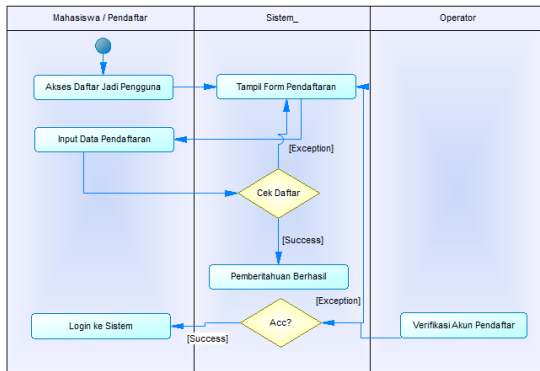 Mahasiswa / Pendaftar
Sistem_
Operator
Akses Daftar Jadi Pengguna
Tampil Form Pendaftaran
Input Data Pendaftaran
[Exception]
Cek Daftar
[Success]
Pemberitahuan Berhasil
[Exception]
Login ke Sistem
Acc?
Verifikasi Akun Pendaftar
[Success]